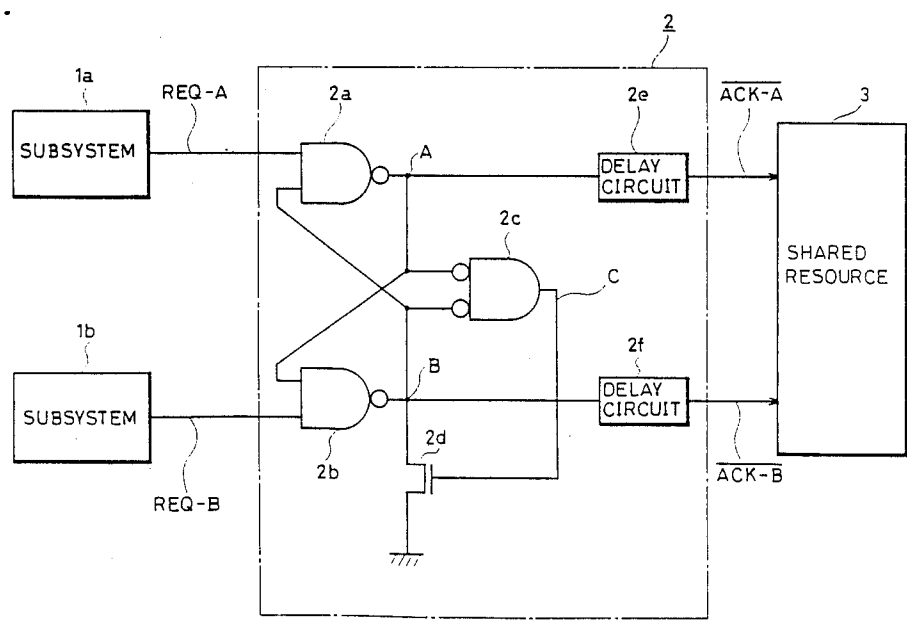 2
1a
REQ-A
2a
2e
ACK-A
3
SUBSYSTEM
A
DELAY
CIRCUIT
2c
SHARED
RESOURCE
C
1b
2f
B
DELAY
CIRCUIT
SUBSYSTEM
2d
2b
REQ-B
ACK-B